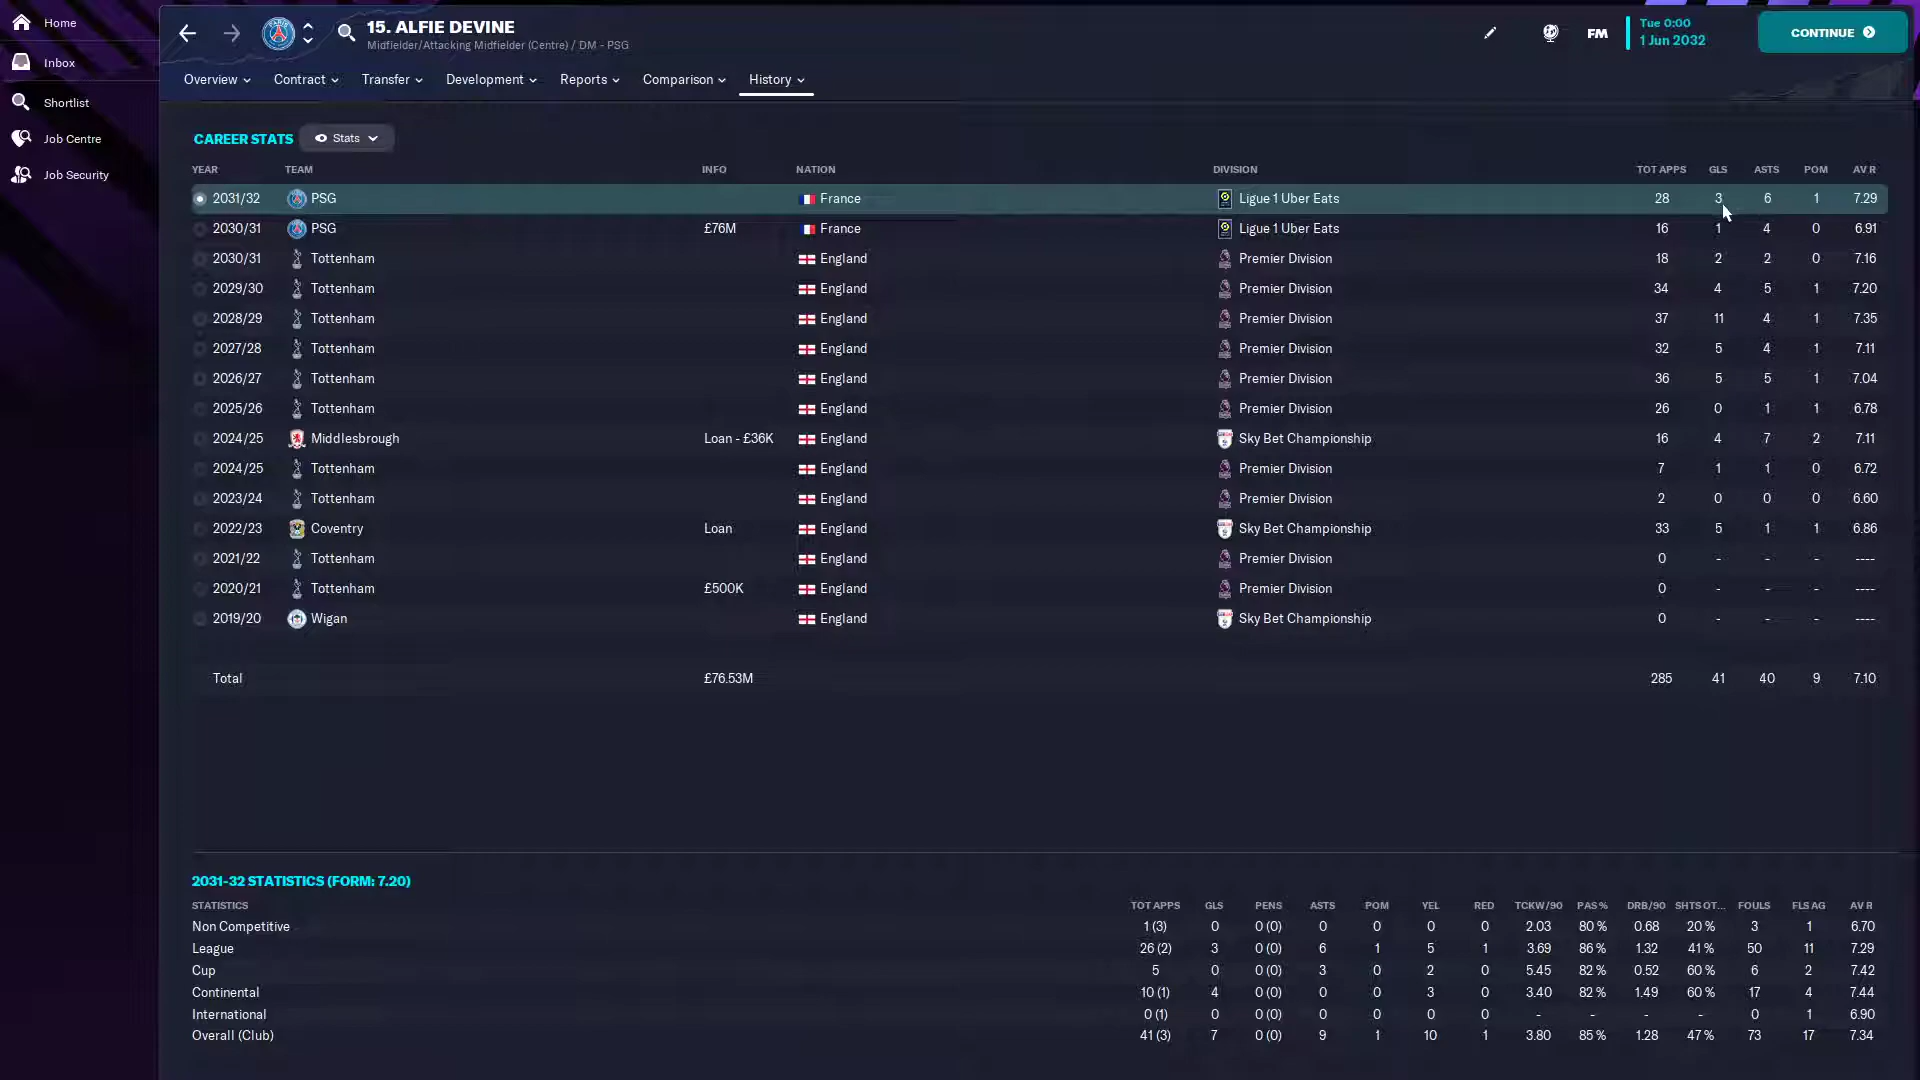 Home
Inbox
Shortlist
Job Centre
Job Security
15. ALFIE DEVINE
Midfielder/Attacking Midfielder (Centre) / DM - PSG
FM
Tue 0:00
1 Jun 2032
CONTINUE
Overview Contract Transfer Development Reports Comparison History
CAREER STATS Stats
YEAR TEAM INFO NATION DIVISION TOT APPS GLS ASTS POM AV R
2031/32 PSG France Ligue 1 Uber Eats 28 3 6 1 7.29
2030/31 PSG £76M France Ligue 1 Uber Eats 16 1 4 0 6.91
2030/31 Tottenham England Premier Division 18 2 2 0 7.16
2029/30 Tottenham England Premier Division 34 4 5 1 7.20
2028/29 Tottenham England Premier Division 37 11 4 1 7.35
2027/28 Tottenham England Premier Division 32 5 4 1 7.11
2026/27 Tottenham England Premier Division 36 5 5 1 7.04
2025/26 Tottenham England Premier Division 26 0 1 1 6.78
2024/25 Middlesbrough Loan - £36K England Sky Bet Championship 16 4 7 2 7.11
2024/25 Tottenham England Premier Division 7 1 1 0 6.72
2023/24 Tottenham England Premier Division 2 0 0 0 6.60
2022/23 Coventry Loan England Sky Bet Championship 33 5 1 1 6.86
2021/22 Tottenham England Premier Division 0 - - - ----
2020/21 Tottenham £500K England Premier Division 0 - - - ----
2019/20 Wigan England Sky Bet Championship 0 - - - ----
Total £76.53M 285 41 40 9 7.10
2031-32 STATISTICS (FORM: 7.20)
STATISTICS TOT APPS GLS PENS ASTS POM YEL RED TCKW/90 PAS % DRB/90 SHTS OT... FOULS FLS AG AV R
Non Competitive 1 (3) 0 0 (0) 0 0 0 0 2.03 80 % 0.68 20 % 3 1 6.70
League 26 (2) 3 0 (0) 6 1 5 1 3.69 86 % 1.32 41 % 50 11 7.29
Cup 5 0 0 (0) 3 0 2 0 5.45 82 % 0.52 60 % 6 2 7.42
Continental 10 (1) 4 0 (0) 0 0 3 0 3.40 82 % 1.49 60 % 17 4 7.44
International 0 (1) 0 0 (0) 0 0 0 0 - - - - 0 1 6.90
Overall (Club) 41 (3) 7 0 (0) 9 1 10 1 3.80 85 % 1.28 47 % 73 17 7.34